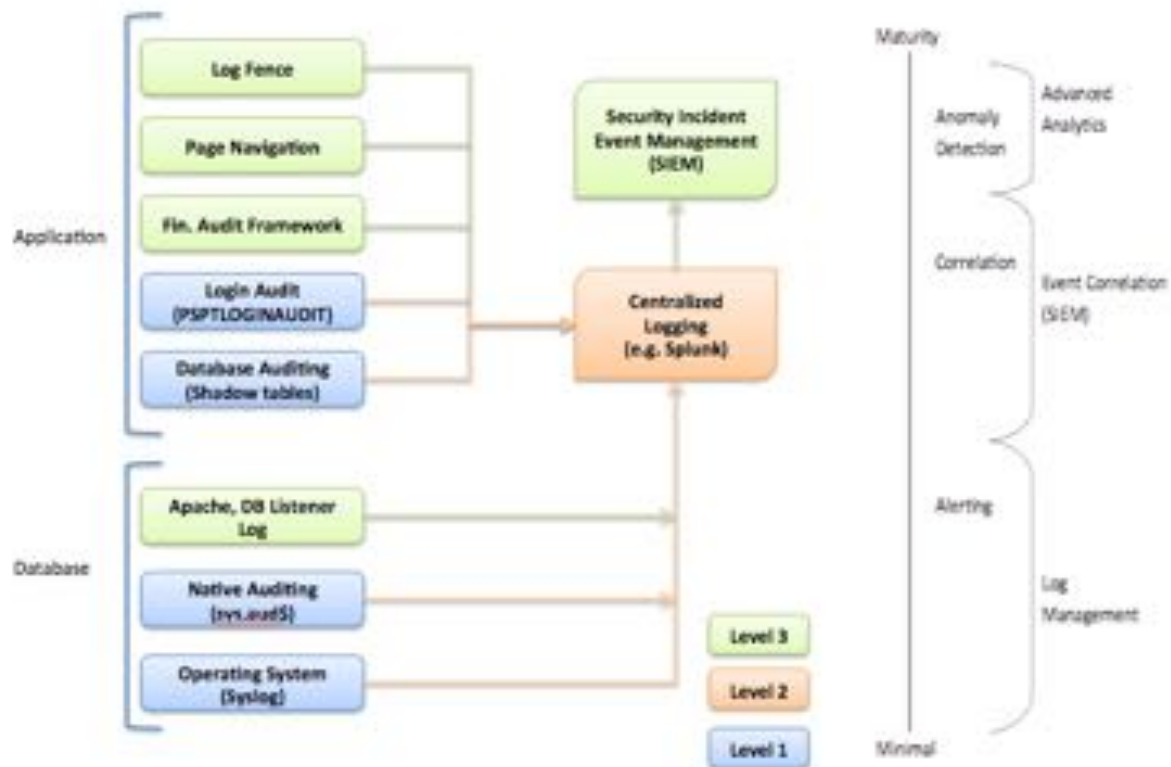 Application
Log Fence
Page Navigation
Fin. Audit Framework
Login Audit
(PSPTLOGINAUDIT)
Database Auditing
(Shadow tables)
Database
Apache, DB Listener
Log
Native Auditing
(sys.aud$)
Operating System
(Syslog)
Security Incident
Event Management
(SIEM)
Centralized
Logging
(e.g. Splunk)
Level 3
Level 2
Level 1
Maturity
Anomaly
Detection
Advanced
Analytics
Correlation
Event Correlation
(SIEM)
Alerting
Log
Management
Minimal